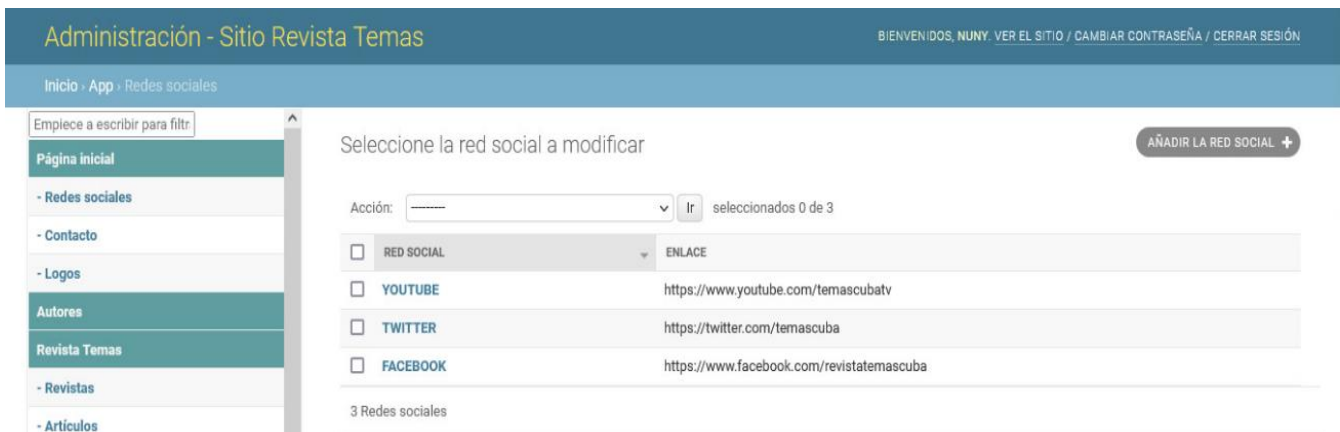 Administración - Sitio Revista Temas
BIENVENIDOS, NUNY. VER EL SITIO / CAMBIAR CONTRASEÑA / CERRAR SESIÓN
Inicio › App › Redes sociales
Empiece a escribir para filtr
Página inicial
- Redes sociales
- Contacto
- Logos
Autores
Revista Temas
- Revistas
- Artículos
Seleccione la red social a modificar
AÑADIR LA RED SOCIAL +
Acción: --------- Ir seleccionados 0 de 3
RED SOCIAL ENLACE
YOUTUBE https://www.youtube.com/temascubatv
TWITTER https://twitter.com/temascuba
FACEBOOK https://www.facebook.com/revistatemascuba
3 Redes sociales